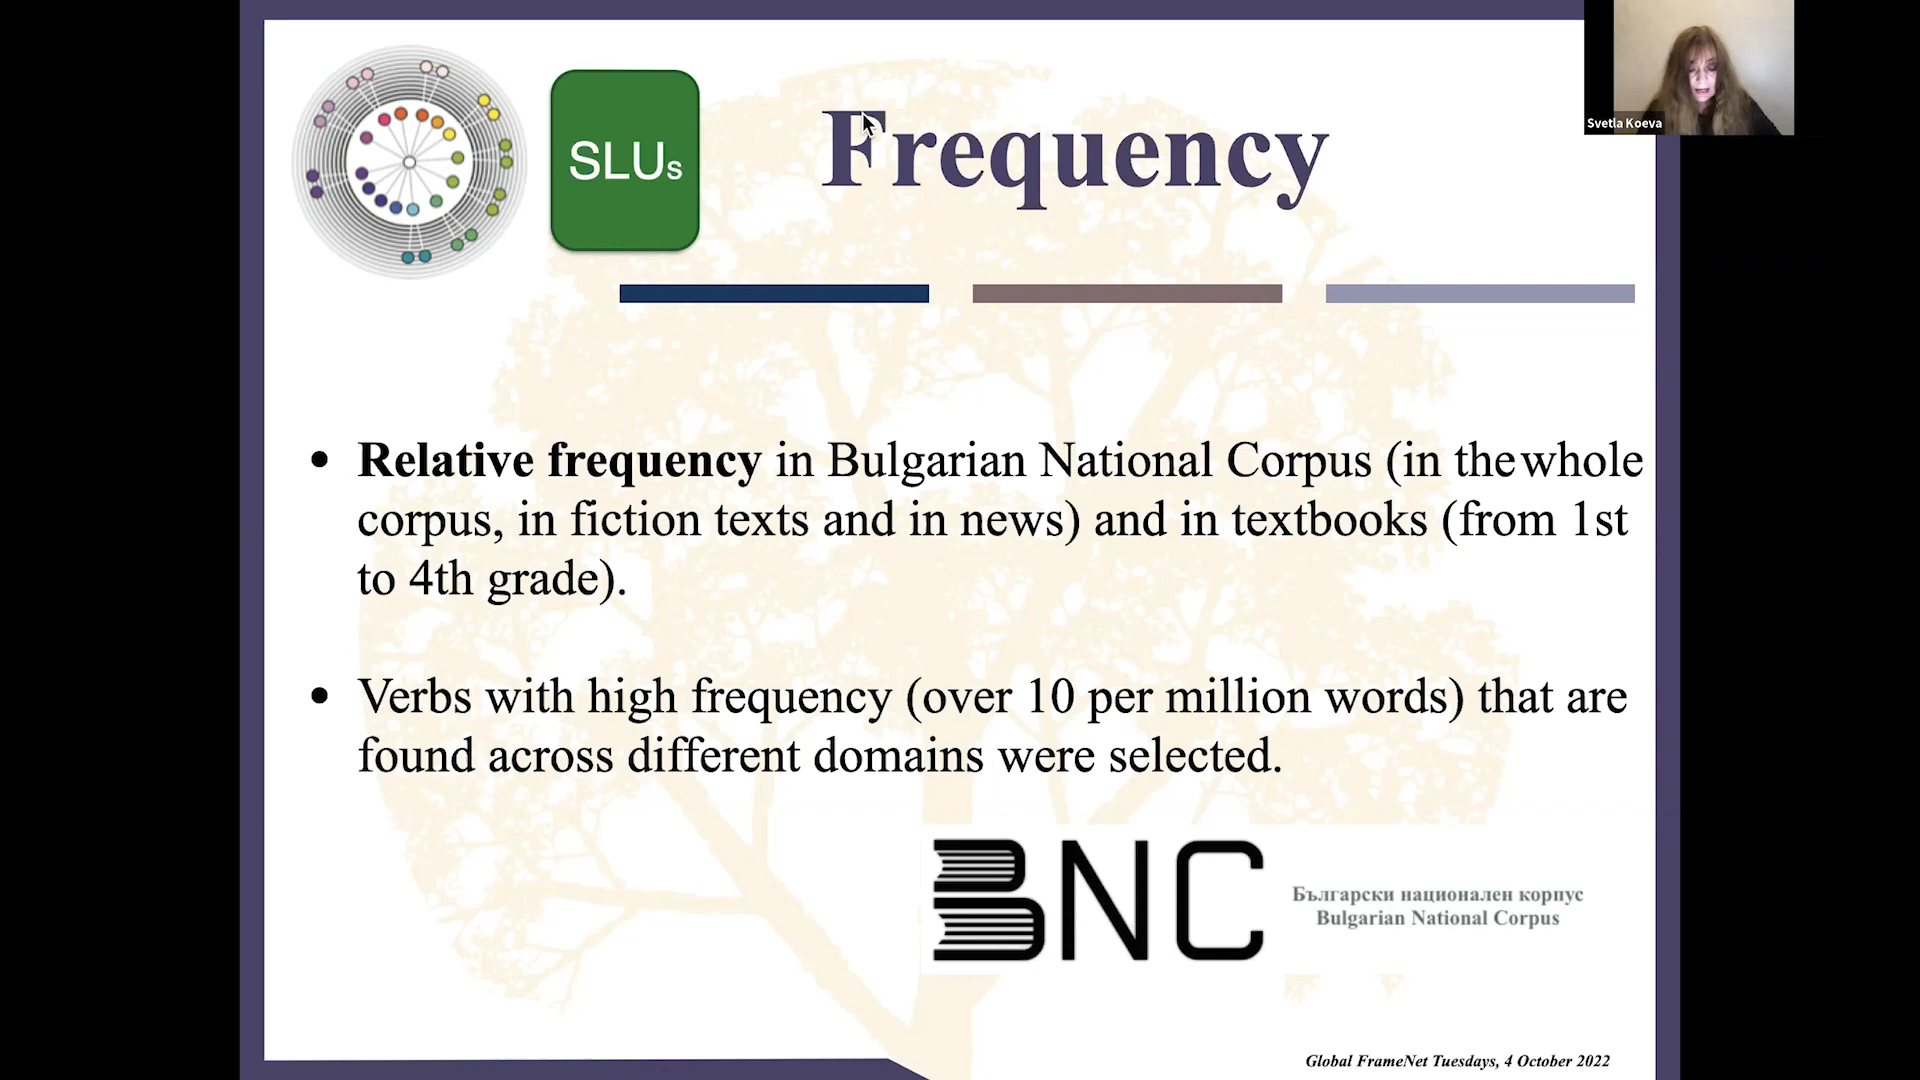 SLUs
Frequency
Svetla Koeva
• Relative frequency in Bulgarian National Corpus (in the whole
corpus, in fiction texts and in news) and in textbooks (from 1st
to 4th grade).
• Verbs with high frequency (over 10 per million words) that are
found across different domains were selected.
BNC
Български национален корпус
Bulgarian National Corpus
Global FrameNet Tuesdays, 4 October 2022